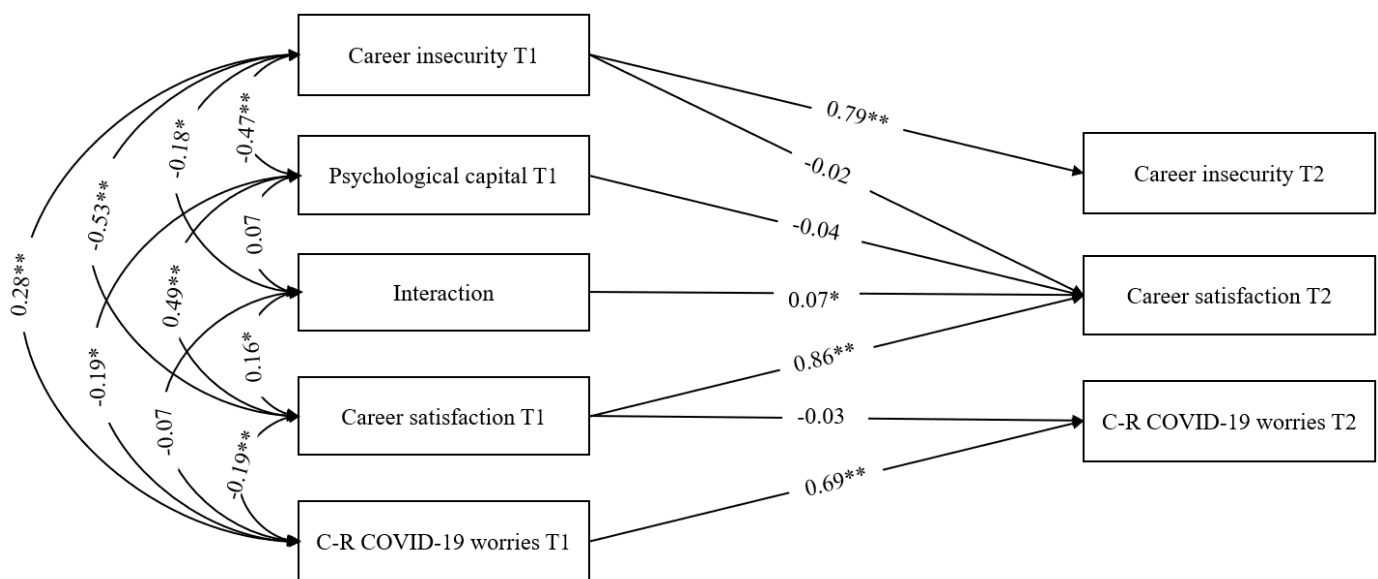 Career insecurity T1
Psychological capital T1
Interaction
Career satisfaction T1
C-R COVID-19 worries T1
0.28**
-0.53**
-0.18*
-0.47**
0.07
0.49**
-0.19*
0.16*
-0.07
-0.19**
0.79**
-0.02
-0.04
0.07*
0.86**
-0.03
0.69**
Career insecurity T2
Career satisfaction T2
C-R COVID-19 worries T2